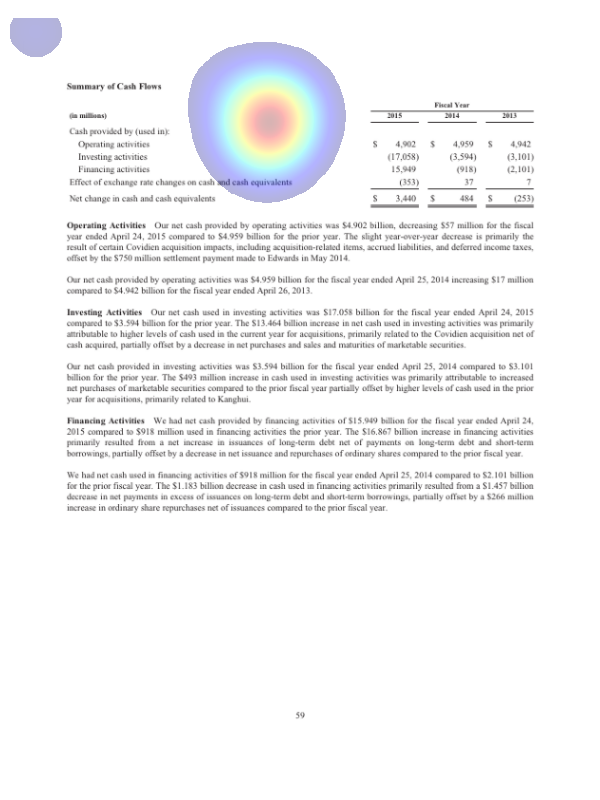 Summary of Cash Flows
Fiscal Year
(in millions) 2015 2014 2013
Cash provided by (used in):
Operating activities $ 4,902 $ 4,959 $ 4,942
Investing activities (17,058) (3,594) (3,101)
Financing activities 15,949 (918) (2,101)
Effect of exchange rate changes on cash and cash equivalents (353) 37 7
Net change in cash and cash equivalents $ 3,440 $ 484 $ (253)
Operating Activities Our net cash provided by operating activities was $4.902 billion, decreasing $57 million for the fiscal
year ended April 24, 2015 compared to $4.959 billion for the prior year. The slight year-over-year decrease is primarily the
result of certain Covidien acquisition impacts, including acquisition-related items, accrued liabilities, and deferred income taxes,
offset by the $750 million settlement payment made to Edwards in May 2014.
Our net cash provided by operating activities was $4.959 billion for the fiscal year ended April 25, 2014 increasing $17 million
compared to $4.942 billion for the fiscal year ended April 26, 2013.
Investing Activities Our net cash used in investing activities was $17.058 billion for the fiscal year ended April 24, 2015
compared to $3.594 billion for the prior year. The $13.464 billion increase in net cash used in investing activities was primarily
attributable to higher levels of cash used in the current year for acquisitions, primarily related to the Covidien acquisition net of
cash acquired, partially offset by a decrease in net purchases and sales and maturities of marketable securities.
Our net cash used in investing activities was $3.594 billion for the fiscal year ended April 25, 2014 compared to $3.101
billion for the prior year. The $493 million increase in cash used in investing activities was primarily attributable to increased
net purchases of marketable securities compared to the prior fiscal year partially offset by higher levels of cash used in the prior
year for acquisitions, primarily related to Kanghui.
Financing Activities We had net cash provided by financing activities of $15.949 billion for the fiscal year ended April 24,
2015 compared to $918 million used in financing activities the prior year. The $16.867 billion increase in financing activities
primarily resulted from a net increase in issuances of long-term debt net of payments on long-term debt and short-term
borrowings, partially offset by a decrease in net issuance and repurchases of ordinary shares compared to the prior fiscal year.
We had net cash used in financing activities of $918 million for the fiscal year ended April 25, 2014 compared to $2.101 billion
for the prior fiscal year. The $1.183 billion decrease in cash used in financing activities primarily resulted from a $1.457 billion
decrease in net payments in excess of issuances on long-term debt and short-term borrowings, partially offset by a $266 million
increase in ordinary share repurchases net of issuances compared to the prior fiscal year.
59